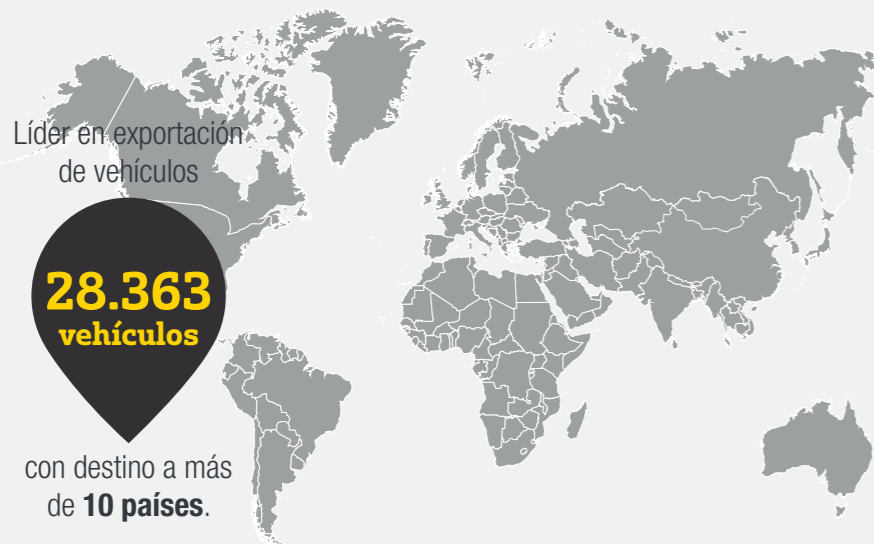 Líder en exportación
de vehículos
28.363
vehículos
con destino a más
de 10 países.